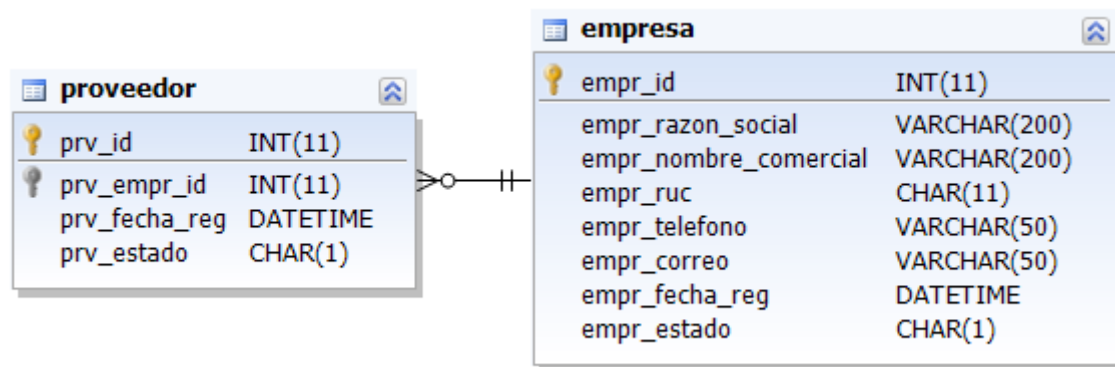 proveedor
prv_id INT(11)
prv_empr_id INT(11)
prv_fecha_reg DATETIME
prv_estado CHAR(1)
empresa
empr_id INT(11)
empr_razon_social VARCHAR(200)
empr_nombre_comercial VARCHAR(200)
empr_ruc CHAR(11)
empr_telefono VARCHAR(50)
empr_correo VARCHAR(50)
empr_fecha_reg DATETIME
empr_estado CHAR(1)